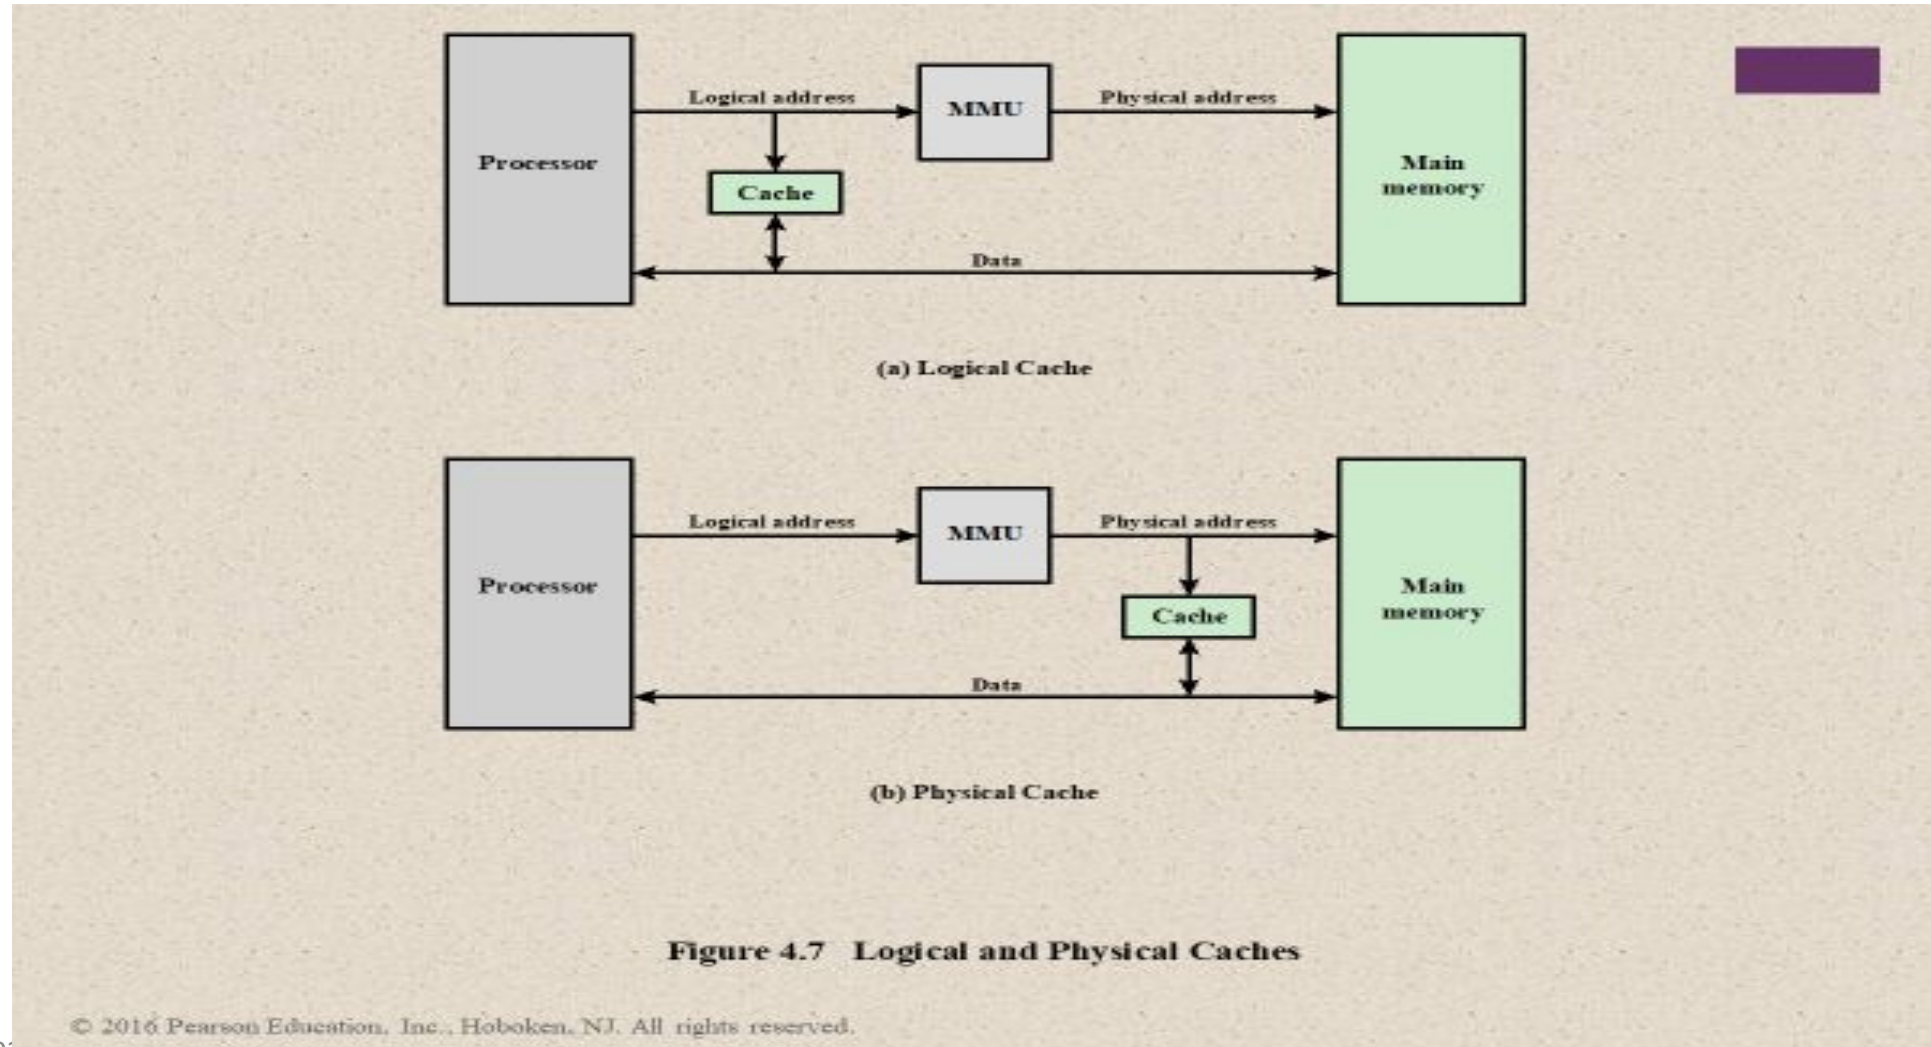 Logical address
MMU
Physical address
Processor
Cache
Main
memory
Data
(a) Logical Cache
Logical address
MMU
Physical address
Processor
Cache
Main
memory
Data
(b) Physical Cache
Figure 4.7 Logical and Physical Caches
© 2016 Pearson Education, Inc., Hoboken, NJ. All rights reserved.